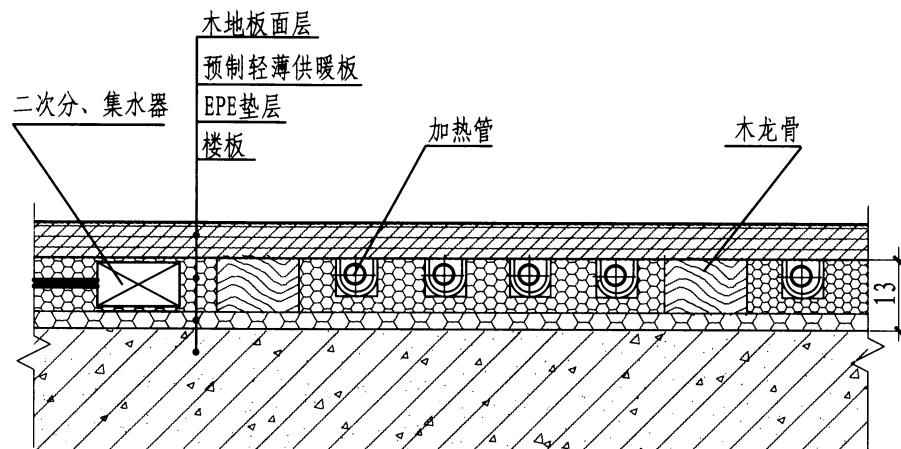 木地板面层
预制轻薄供暖板
EPE垫层
楼板
二次分、集水器
加热管
木龙骨
13